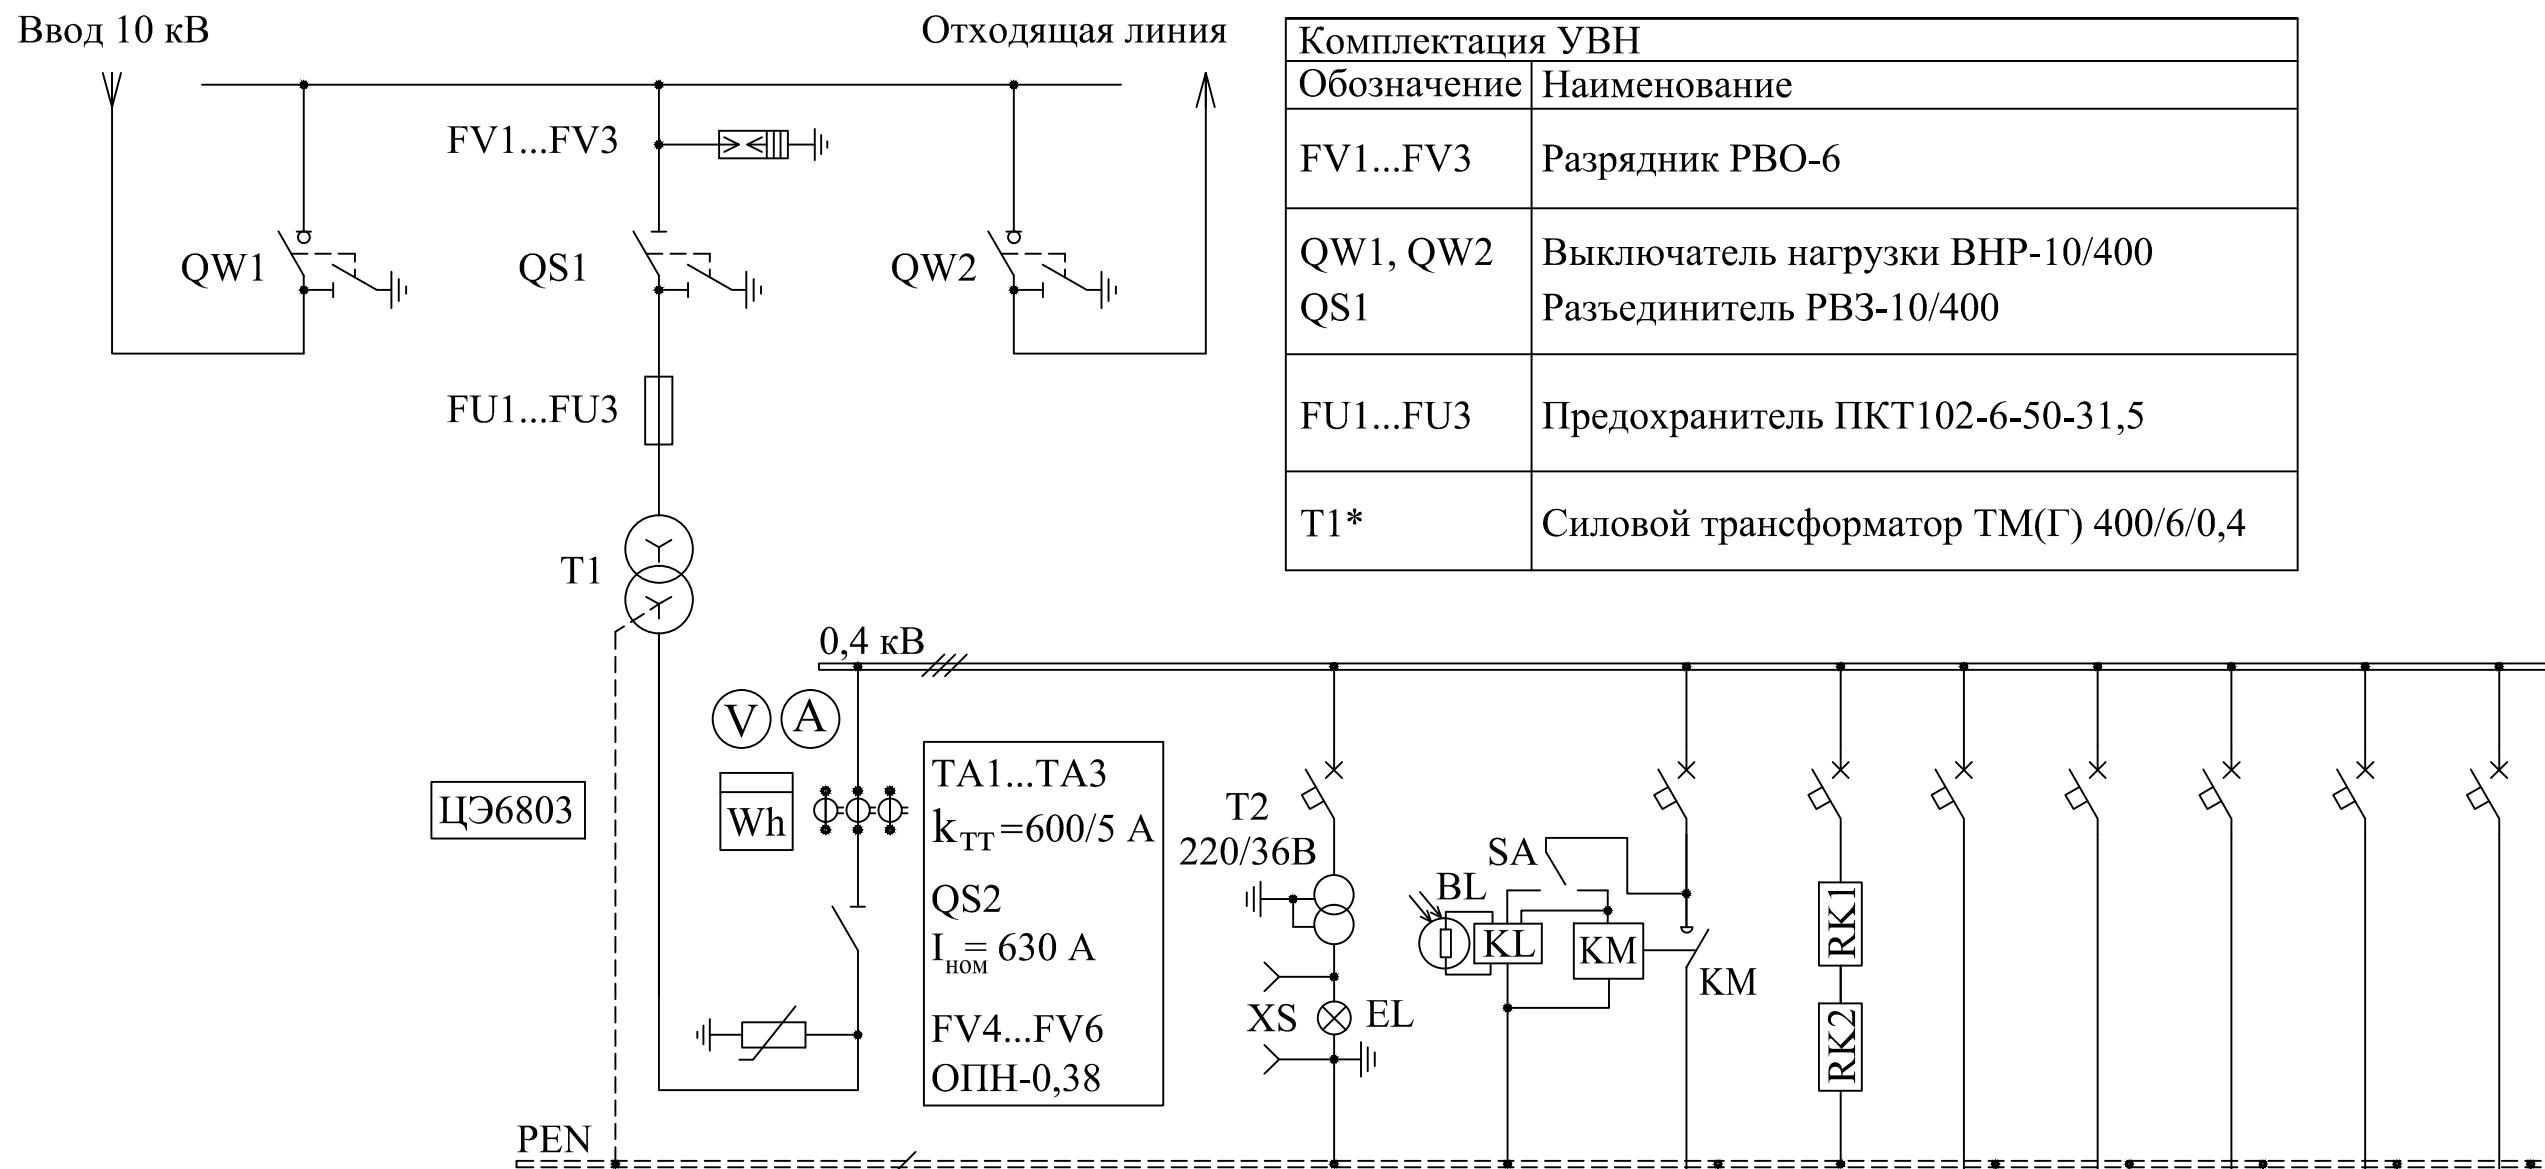 Ввод 10 кВ
Отходящая линия
Комплектация УВН
Обозначение Наименование
FV1...FV3 Разрядник РВО-6
QW1, QW2 Выключатель нагрузки ВНР-10/400
QS1 Разъединитель РВЗ-10/400
FU1...FU3 Предохранитель ПКТ102-6-50-31,5
Т1* Силовой трансформатор ТМ(Г) 400/6/0,4
FV1...FV3
QW1
QS1
QW2
FU1...FU3
Т1
0,4 кВ
V
A
ЦЭ6803
Wh
TA1...TA3
kТТ=600/5 А
QS2
Iном= 630 А
FV4...FV6
ОПН-0,38
Т2
220/36В
XS
EL
SA
BL
KL
KM
KM
RK1
RK2
PEN